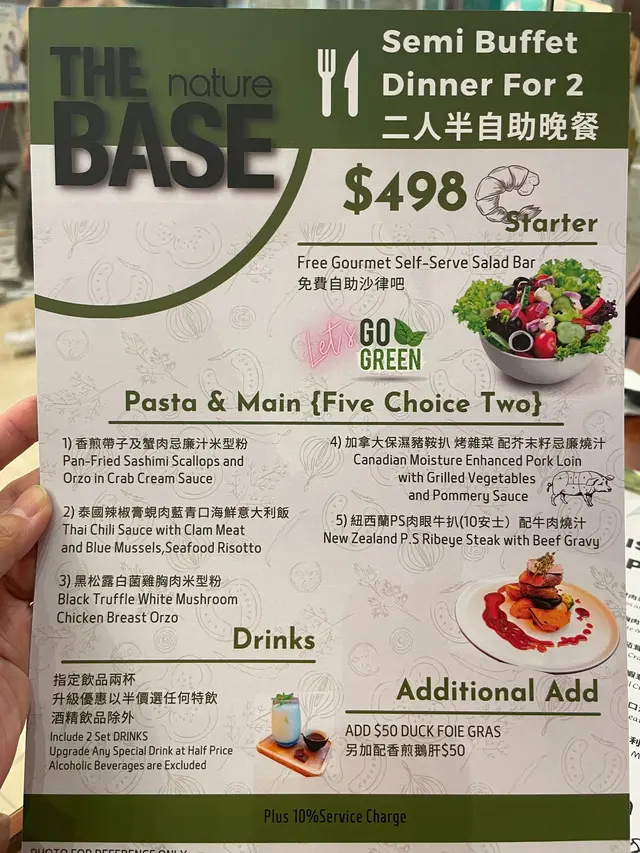 THE nature
BASE
Semi Buffet
Dinner For 2
二人半自助晚餐
$498
Starter
Free Gourmet Self-Serve Salad Bar
免費自助沙律吧
Let's GO
GREEN
Pasta & Main {Five Choice Two}
1) 香煎帶子及蟹肉忌廉汁米型粉
Pan-Fried Sashimi Scallops and
Orzo in Crab Cream Sauce
2) 泰國辣椒膏蜆肉藍青口海鮮意大利飯
Thai Chili Sauce with Clam Meat
and Blue Mussels,Seafood Risotto
3) 黑松露白菌雞胸肉米型粉
Black Truffle White Mushroom
Chicken Breast Orzo
4) 加拿大保濕豬鞍扒 烤雜菜 配芥末籽忌廉燒汁
Canadian Moisture Enhanced Pork Loin
with Grilled Vegetables
and Pommery Sauce
5) 紐西蘭PS肉眼牛扒(10安士）配牛肉燒汁
New Zealand P.S Ribeye Steak with Beef Gravy
Drinks
指定飲品兩杯
升級優惠以半價選任何特飲
酒精飲品除外
Include 2 Set DRINKS
Upgrade Any Special Drink at Half Price
Alcoholic Beverages are Excluded
Additional Add
ADD $50 DUCK FOIE GRAS
另加配香煎鵝肝$50
Plus 10%Service Charge
PHOTO FOR REFERENCE ONLY